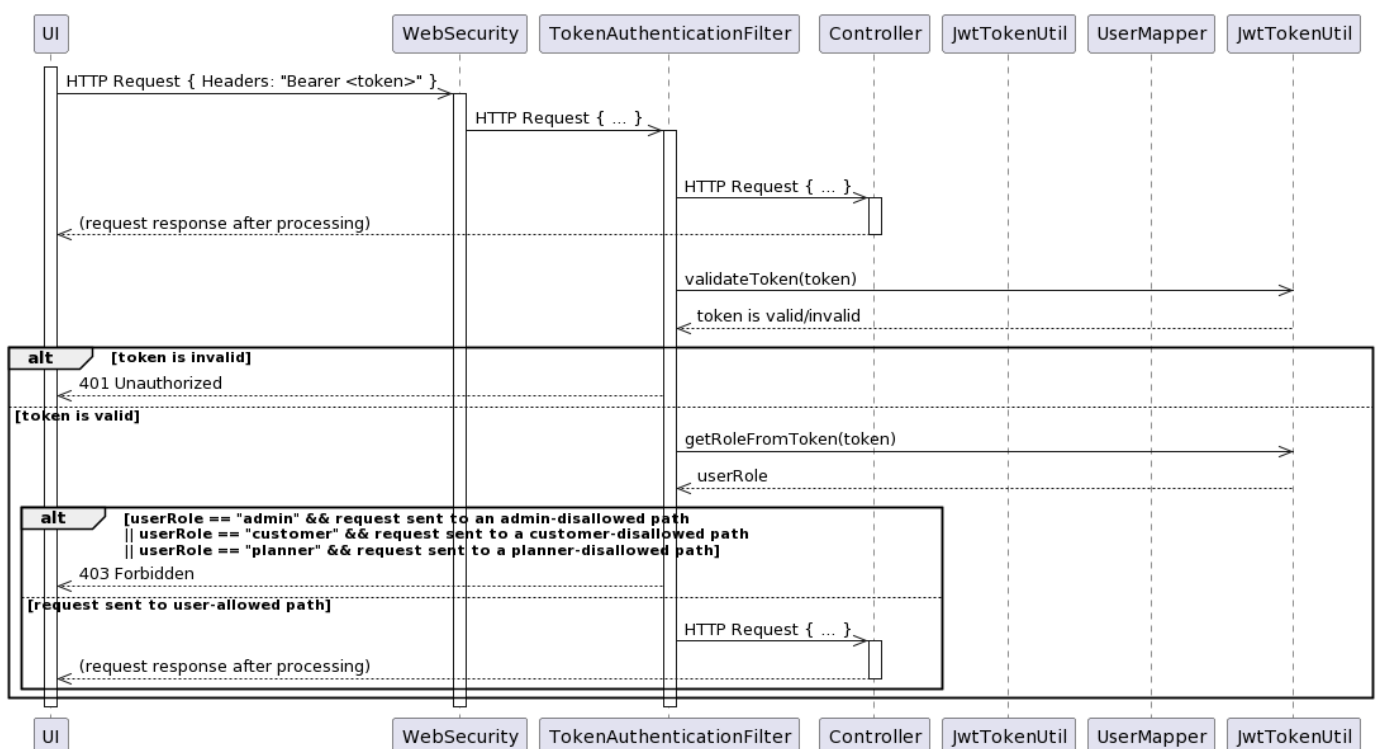 UI WebSecurity TokenAuthenticationFilter Controller JwtTokenUtil UserMapper JwtTokenUtil
HTTP Request { Headers: "Bearer <token>" }
HTTP Request { ... }
HTTP Request { ... }
(request response after processing)
validateToken(token)
token is valid/invalid
alt [token is invalid]
401 Unauthorized
[token is valid]
getRoleFromToken(token)
userRole
alt [userRole == "admin" && request sent to an admin-disallowed path
|| userRole == "customer" && request sent to a customer-disallowed path
|| userRole == "planner" && request sent to a planner-disallowed path]
403 Forbidden
[request sent to user-allowed path]
HTTP Request { ... }
(request response after processing)
UI WebSecurity TokenAuthenticationFilter Controller JwtTokenUtil UserMapper JwtTokenUtil